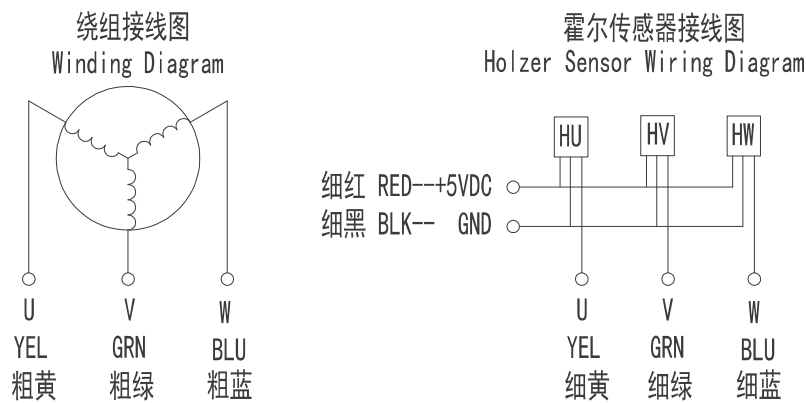 绕组接线图
Winding Diagram
U
V
W
YEL
GRN
BLU
粗黄
粗绿
粗蓝
霍尔传感器接线图
Holzer Sensor Wiring Diagram
HU
HV
HW
细红 RED--+5VDC
细黑 BLK-- GND
U
V
W
YEL
GRN
BLU
细黄
细绿
细蓝